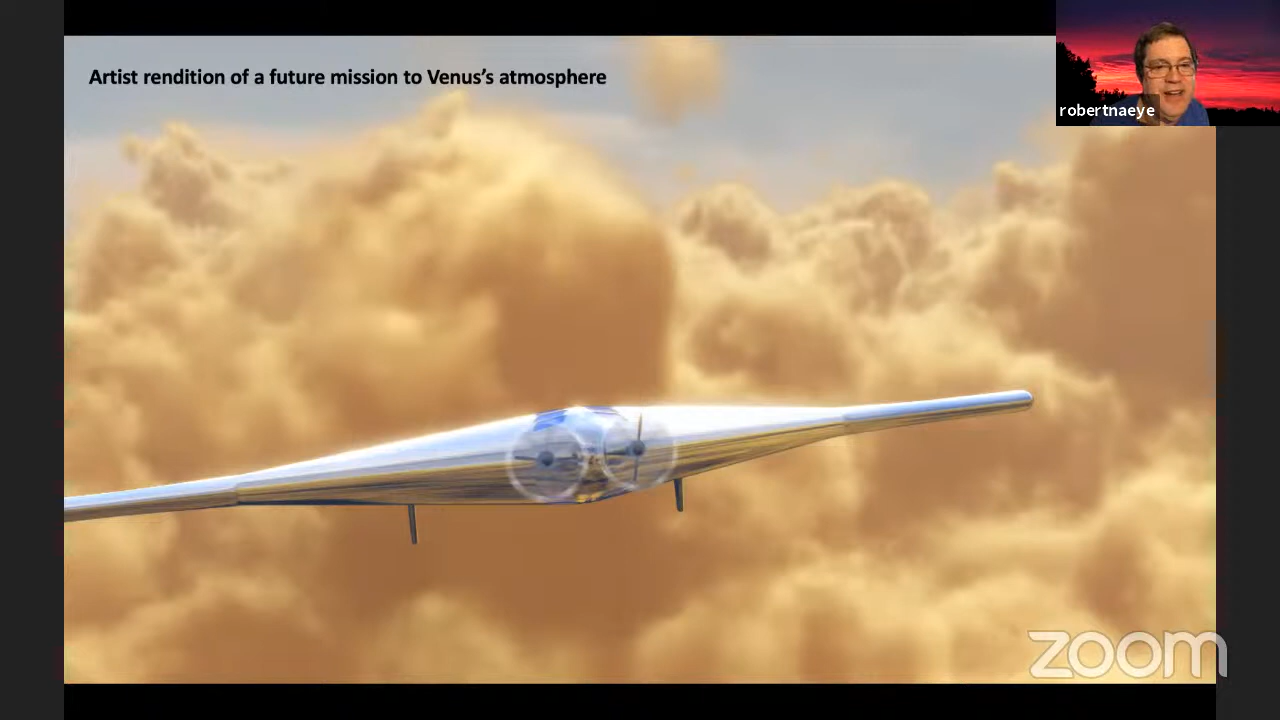 Artist rendition of a future mission to Venus’s atmosphere
robertnaeye
zoom